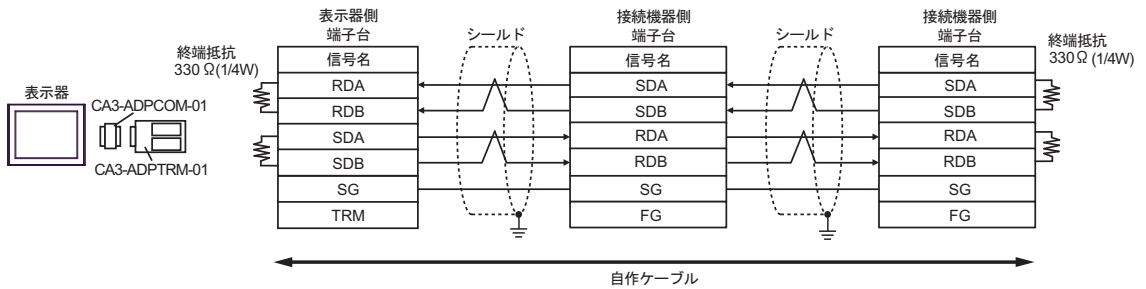 表示器
CA3-ADPCOM-01
CA3-ADPTRM-01
終端抵抗
330 Ω(1/4W)
表示器側
端子台
信号名
RDA
RDB
SDA
SDB
SG
TRM
シールド
接続機器側
端子台
信号名
SDA
SDB
RDA
RDB
SG
FG
シールド
接続機器側
端子台
信号名
SDA
SDB
RDA
RDB
SG
FG
終端抵抗
330 Ω (1/4W)
自作ケーブル